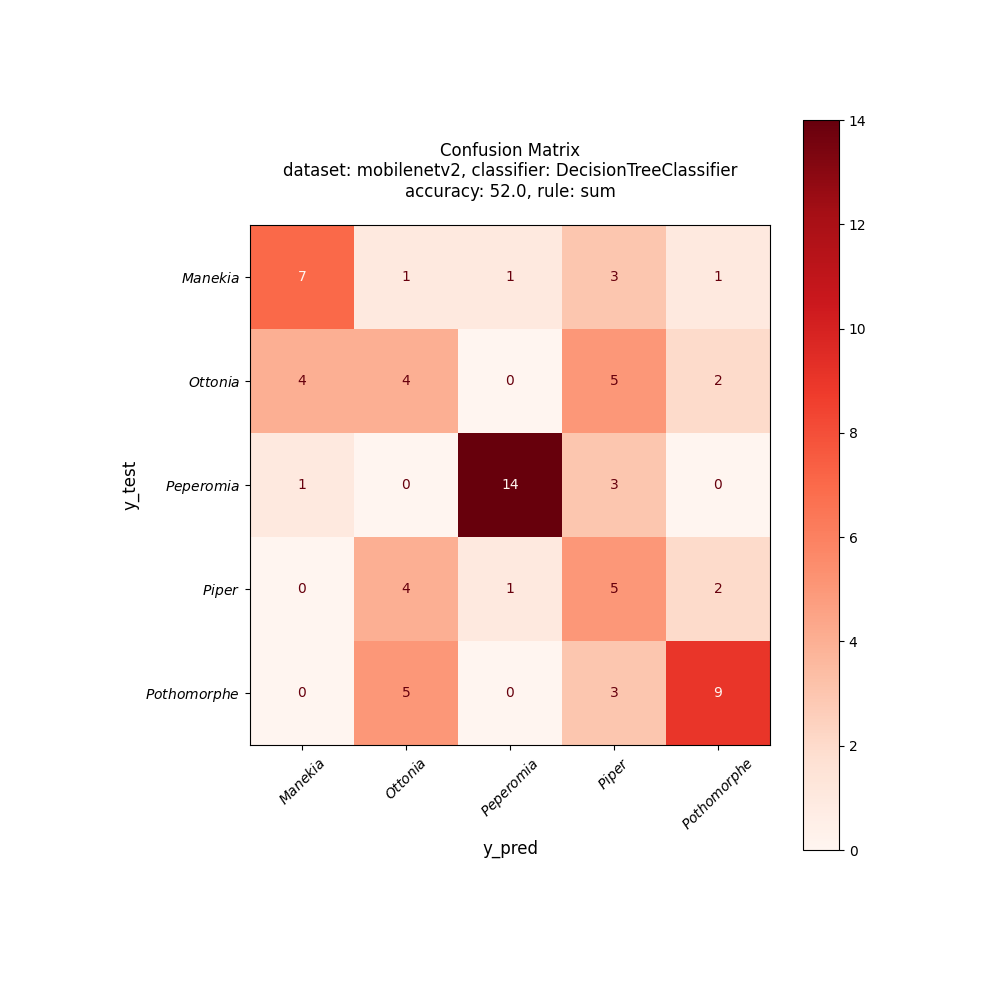 Confusion Matrix
dataset: mobilenetv2, classifier: DecisionTreeClassifier
accuracy: 52.0, rule: sum
Manekia 7 1 1 3 1
Ottonia 4 4 0 5 2
Peperomia 1 0 14 3 0
Piper 0 4 1 5 2
Pothomorphe 0 5 0 3 9
Manekia Ottonia Peperomia Piper Pothomorphe
y_test
y_pred
14
12
10
8
6
4
2
0